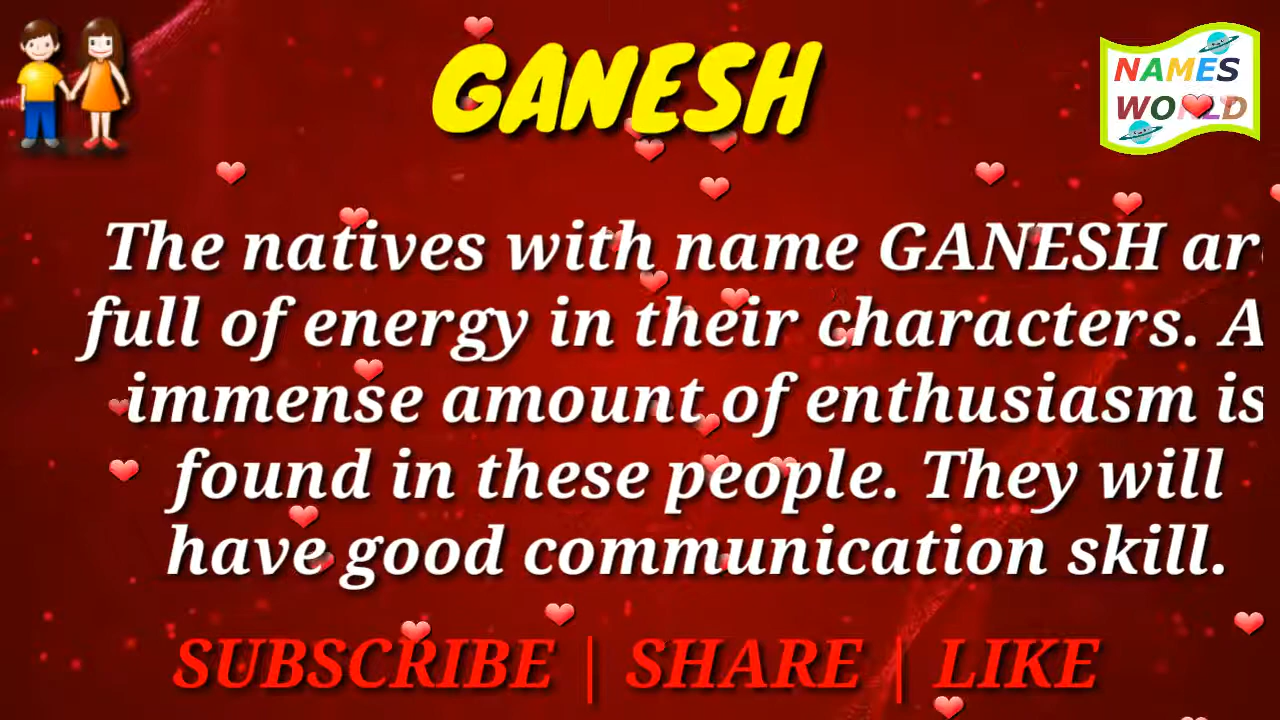 GANESH
NAMES
WORLD
The natives with name GANESH ar
full of energy in their characters. A
immense amount of enthusiasm is
found in these people. They will
have good communication skill.
SUBSCRIBE | SHARE | LIKE